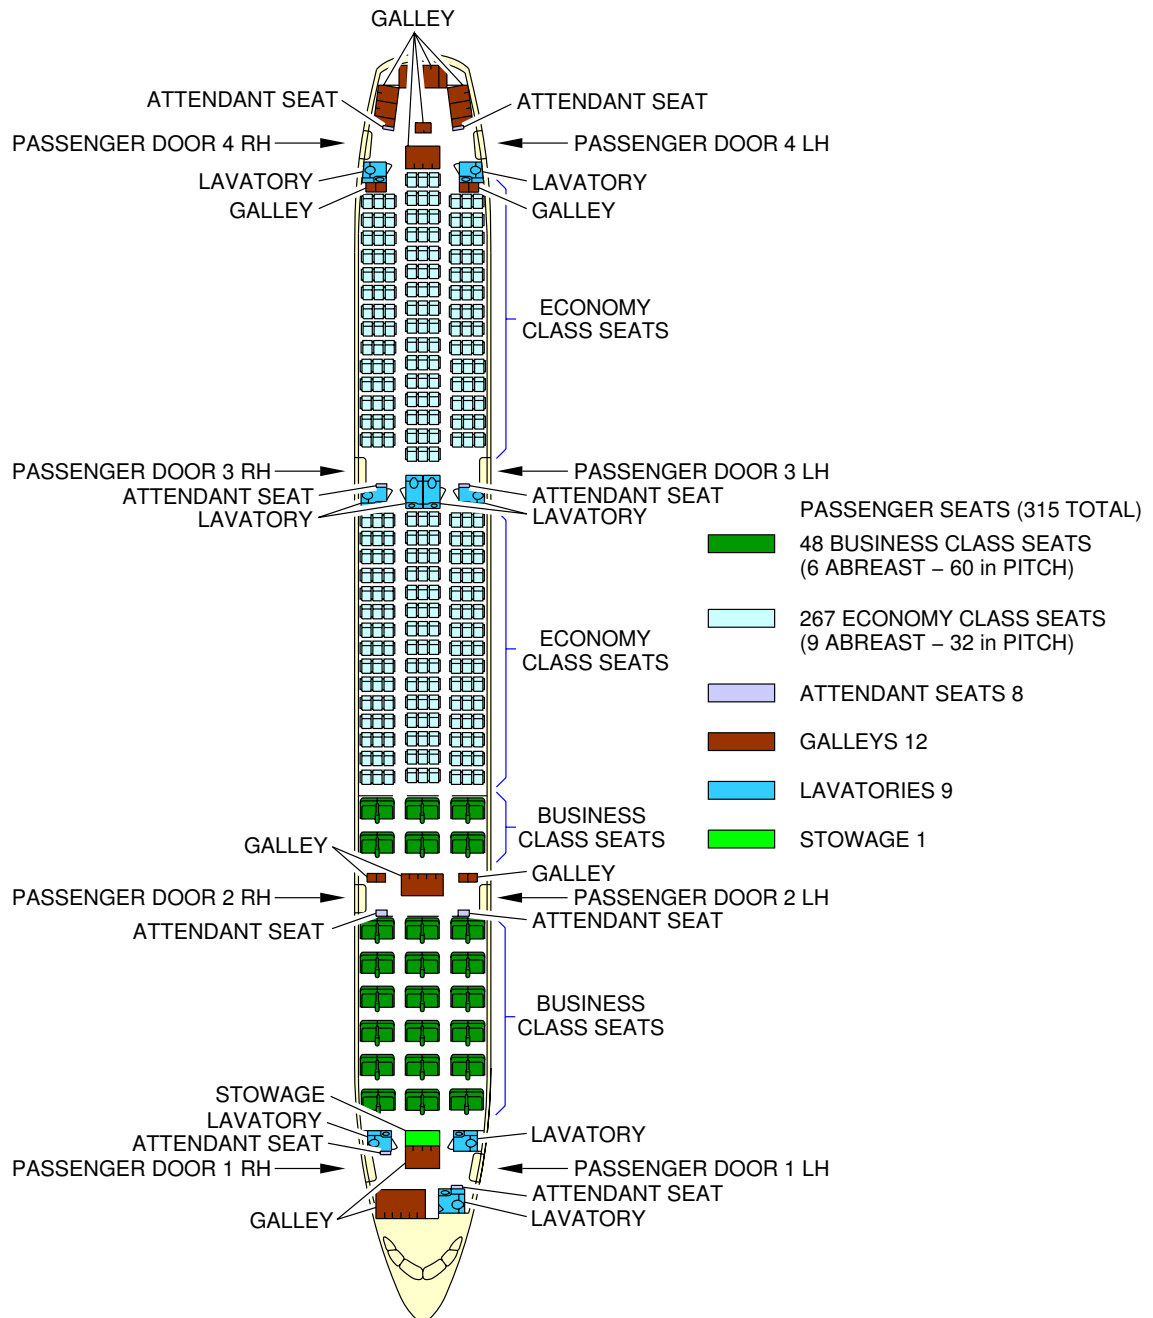 GALLEY
ATTENDANT SEAT
ATTENDANT SEAT
PASSENGER DOOR 4 RH
PASSENGER DOOR 4 LH
LAVATORY
LAVATORY
GALLEY
GALLEY
ECONOMY
CLASS SEATS
PASSENGER DOOR 3 RH
PASSENGER DOOR 3 LH
ATTENDANT SEAT
ATTENDANT SEAT
LAVATORY
LAVATORY
PASSENGER SEATS (315 TOTAL)
48 BUSINESS CLASS SEATS
(6 ABREAST – 60 in PITCH)
267 ECONOMY CLASS SEATS
(9 ABREAST – 32 in PITCH)
ECONOMY
CLASS SEATS
ATTENDANT SEATS 8
GALLEYS 12
LAVATORIES 9
STOWAGE 1
BUSINESS
CLASS SEATS
GALLEY
GALLEY
PASSENGER DOOR 2 RH
PASSENGER DOOR 2 LH
ATTENDANT SEAT
ATTENDANT SEAT
BUSINESS
CLASS SEATS
STOWAGE
LAVATORY
LAVATORY
ATTENDANT SEAT
PASSENGER DOOR 1 RH
PASSENGER DOOR 1 LH
ATTENDANT SEAT
GALLEY
LAVATORY